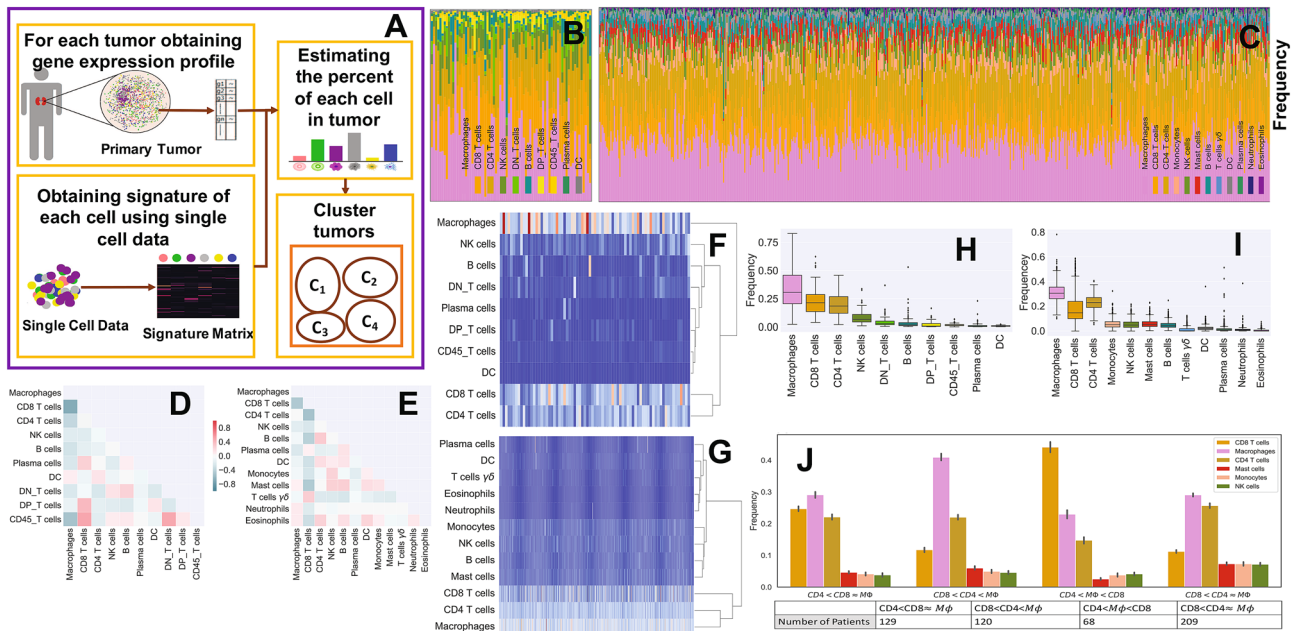 A
For each tumor obtaining
gene expression profile
g1
g2
g3
gn
Primary Tumor
Obtaining signature of
each cell using single
cell data
Single Cell Data
Signature Matrix
Estimating
the percent
of each cell
in tumor
Cluster
tumors
C1
C2
C3
C4
B
Macrophages
CD8 T cells
CD4 T cells
NK cells
DN_T cells
B cells
DP_T cells
CD45_T cells
Plasma cells
DC
C
Frequency
Macrophages
CD8 T cells
CD4 T cells
Monocytes
NK cells
Mast cells
B cells
T cells γδ
DC
Plasma cells
Neutrophils
Eosinophils
D
Macrophages
CD8 T cells
CD4 T cells
NK cells
B cells
Plasma cells
DC
DN_T cells
DP_T cells
CD45_T cells
Macrophages
CD8 T cells
CD4 T cells
NK cells
B cells
Plasma cells
DC
DN_T cells
DP_T cells
CD45_T cells
0.8
0.4
0.0
−0.4
−0.8
E
Macrophages
CD8 T cells
CD4 T cells
NK cells
B cells
Plasma cells
DC
Monocytes
Mast cells
T cells γδ
Neutrophils
Eosinophils
Macrophages
CD8 T cells
CD4 T cells
NK cells
B cells
Plasma cells
DC
Monocytes
Mast cells
T cells γδ
Neutrophils
Eosinophils
F
Macrophages
NK cells
B cells
DN_T cells
Plasma cells
DP_T cells
CD45_T cells
DC
CD8 T cells
CD4 T cells
G
Plasma cells
DC
T cells γδ
Eosinophils
Neutrophils
Monocytes
NK cells
B cells
Mast cells
CD8 T cells
CD4 T cells
Macrophages
H
Frequency
0.75
0.50
0.25
0.00
Macrophages
CD8 T cells
CD4 T cells
NK cells
DN_T cells
B cells
DP_T cells
CD45_T cells
Plasma cells
DC
I
Frequencey
0.8
0.6
0.4
0.2
0.0
Macrophages
CD8 T cells
CD4 T cells
Monocytes
NK cells
Mast cells
B cells
T cells γδ
DC
Plasma cells
Neutrophils
Eosinophils
J
Frequency
0.4
0.3
0.2
0.1
0.0
CD8 T cells
Macrophages
CD4 T cells
Mast cells
Monocytes
NK cells
CD4 < CD8 ≈ MΦ
CD8 < CD4 < MΦ
CD4 < MΦ < CD8
CD8 < CD4 ≈ MΦ
CD4<CD8≈ Mϕ CD8<CD4<Mϕ CD4<Mϕ<CD8 CD8<CD4≈ Mϕ
Number of Patients 129 120 68 209